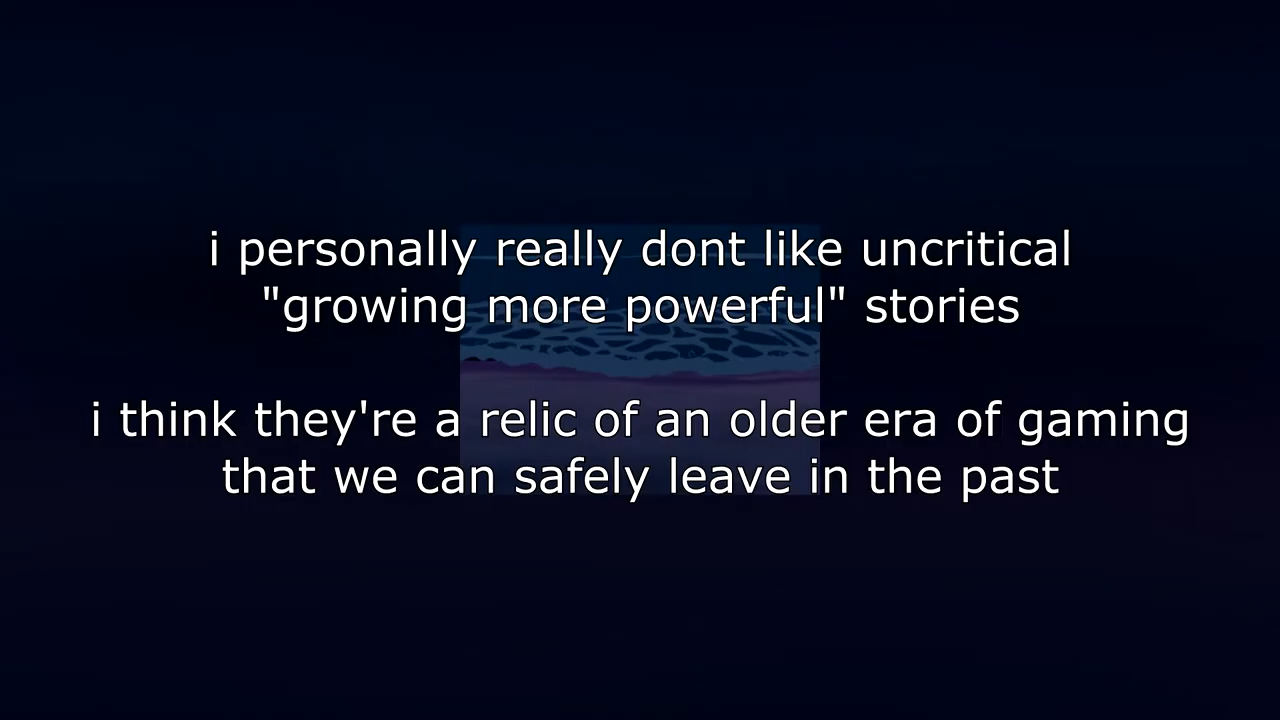 i personally really dont like uncritical
"growing more powerful" stories
i think they're a relic of an older era of gaming
that we can safely leave in the past